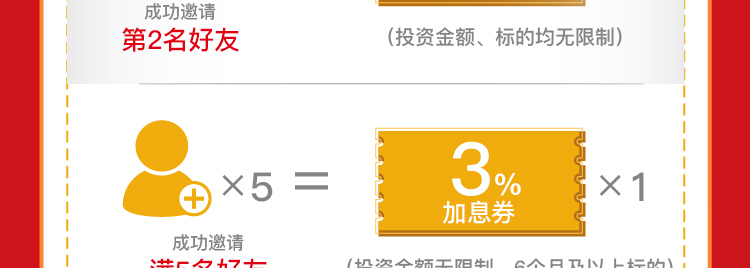 成功邀请
第2名好友
（投资金额、标的均无限制）
×5 = 3% 加息券 ×1
成功邀请
满5名好友
（投资金额无限制、6个月及以上标的）